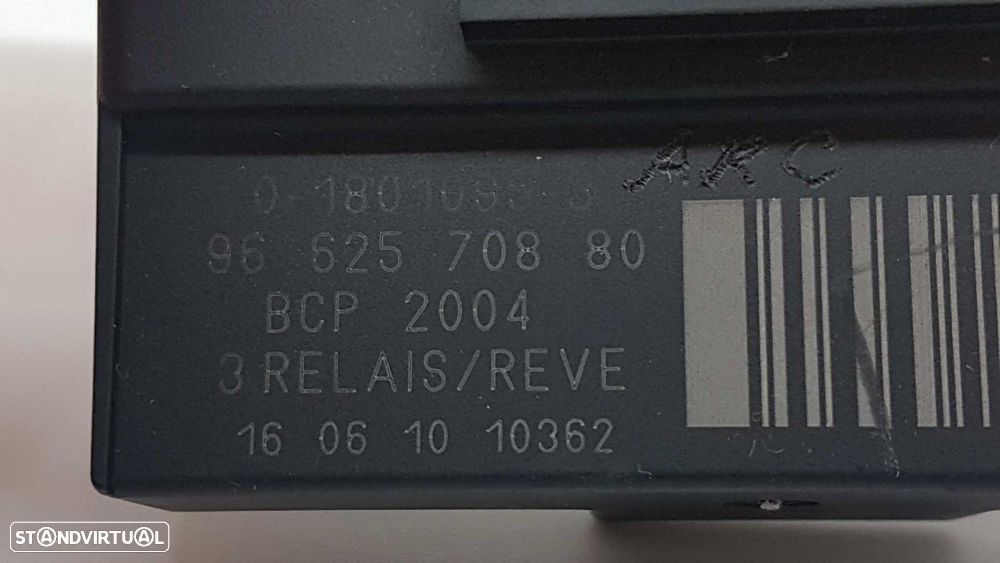 ARC
96 625 708 80
BCP 2004
3 RELAIS/REVE
16 06 10 10362
STANDVIRTUAL